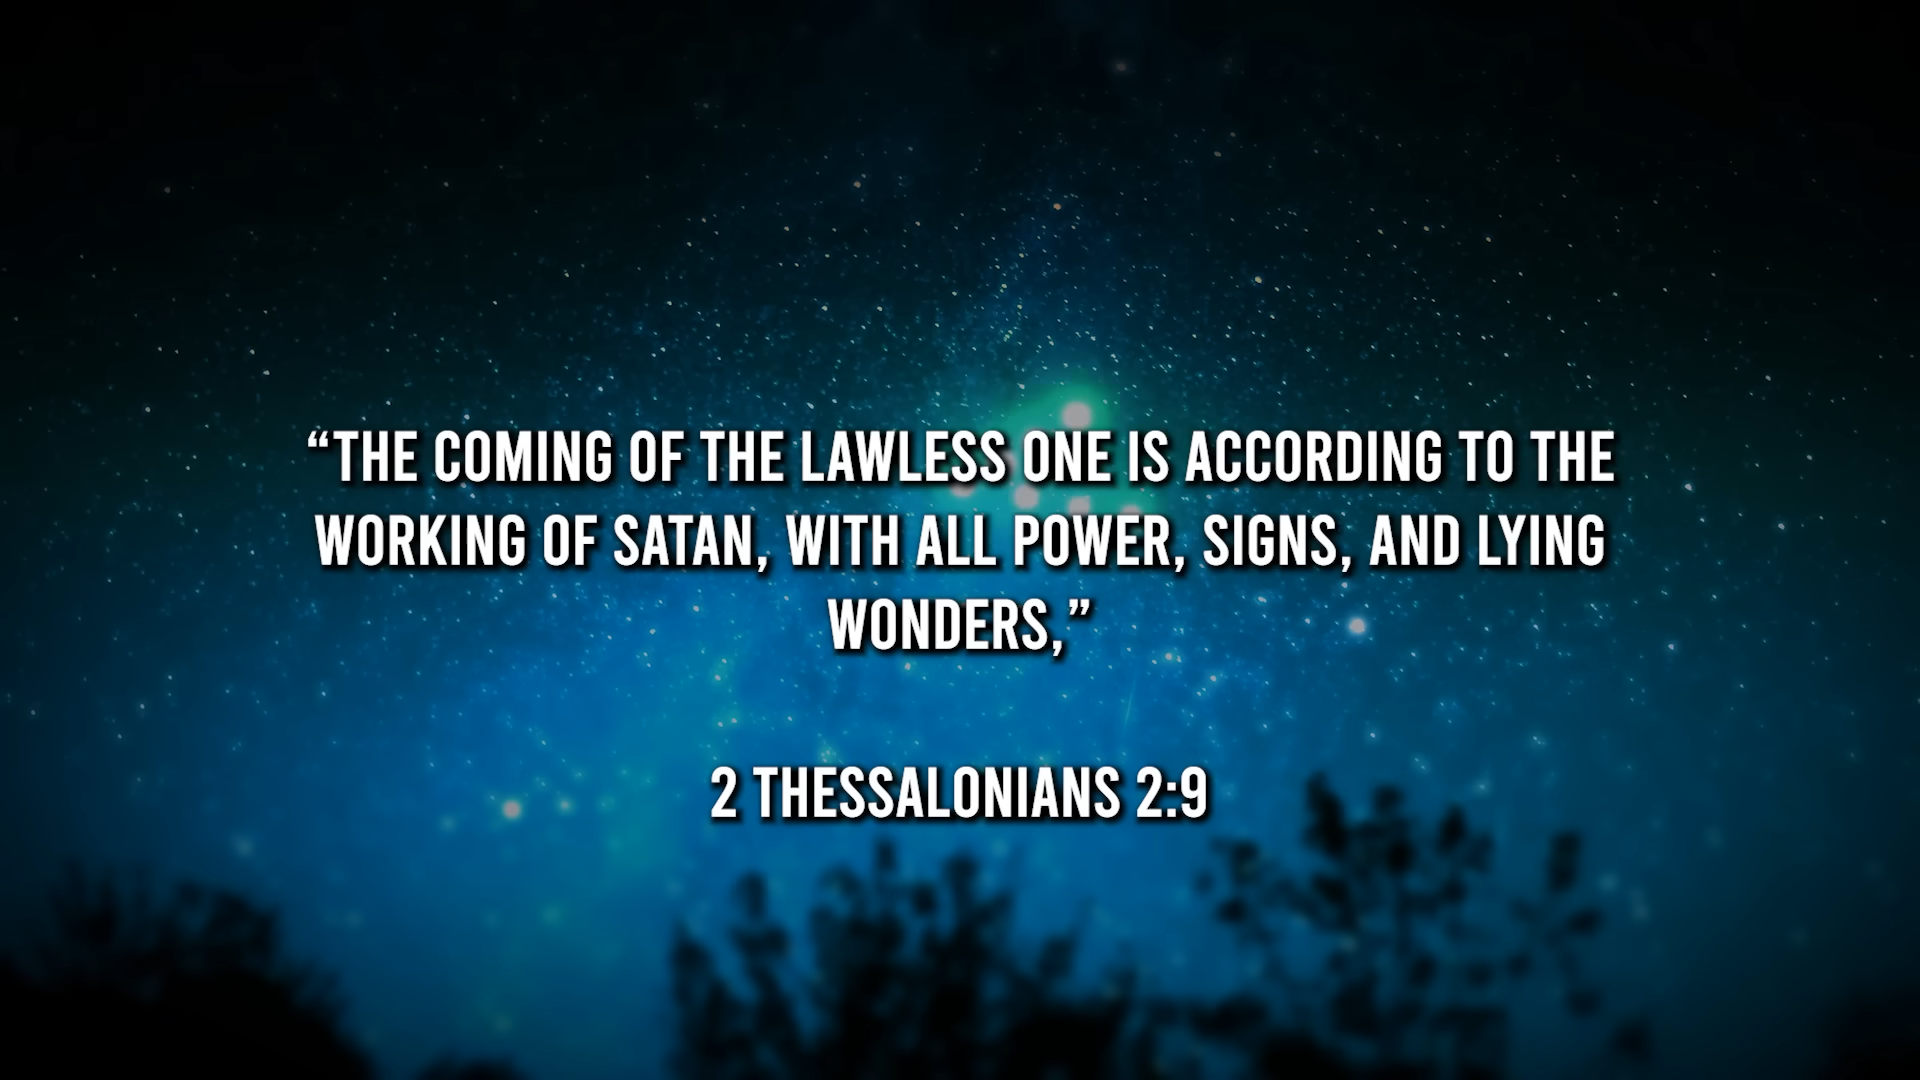 “THE COMING OF THE LAWLESS ONE IS ACCORDING TO THE
WORKING OF SATAN, WITH ALL POWER, SIGNS, AND LYING
WONDERS,”
2 THESSALONIANS 2:9